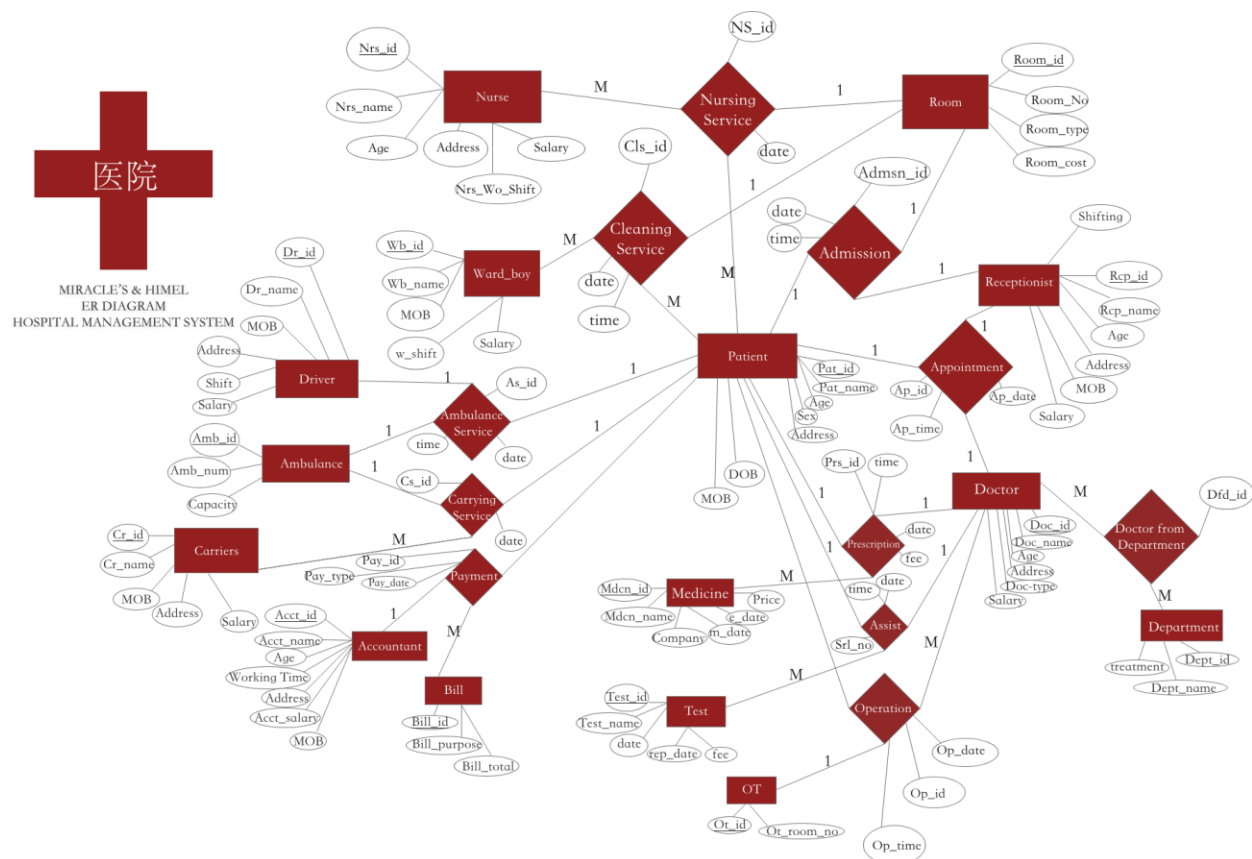 医院
MIRACLE'S & HIMEL
ER DIAGRAM
HOSPITAL MANAGEMENT SYSTEM
Nrs_id
Nrs_name
Age
Nurse
Address
Nrs_Wo_Shift
Salary
M
NS_id
Nursing
Service
date
1
M
Room
Room_id
Room_No
Room_type
Room_cost
Cls_id
Cleaning
Service
date
time
M
1
M
Admsn_id
date
time
Admission
1
1
1
Wb_id
Wb_name
MOB
w_shift
Ward_boy
Salary
Receptionist
Shifting
Rcp_id
Rcp_name
Age
Address
MOB
Salary
1
Dr_id
Dr_name
MOB
Address
Shift
Salary
Driver
1
As_id
Ambulance
Service
time
date
1
1
Patient
Pat_id
Pat_name
Age
Sex
Address
DOB
MOB
1
Appointment
Ap_id
Ap_time
Ap_date
1
Amb_id
Amb_num
Capacity
Ambulance
1
Cs_id
Carrying
Service
date
1
M
Cr_id
Cr_name
MOB
Address
Salary
Carriers
Pay_id
Pay_type
Pay_date
Payment
1
M
Acct_id
Acct_name
Age
Working Time
Address
Acct_salary
MOB
Accountant
Bill
Bill_id
Bill_purpose
Bill_total
Prs_id
time
Prescription
date
fee
1
1
M
Doctor
Doc_id
Doc_name
Age
Address
Doc-type
Salary
M
Doctor from
Department
Dfd_id
M
Department
treatment
Dept_name
Dept_id
Mdcn_id
Mdcn_name
Company
m_date
e_date
Price
Medicine
time
date
Assist
Srl_no
1
1
M
Test
Test_id
Test_name
date
rep_date
fee
Operation
Op_date
Op_id
Op_time
1
M
1
OT
Ot_id
Ot_room_no